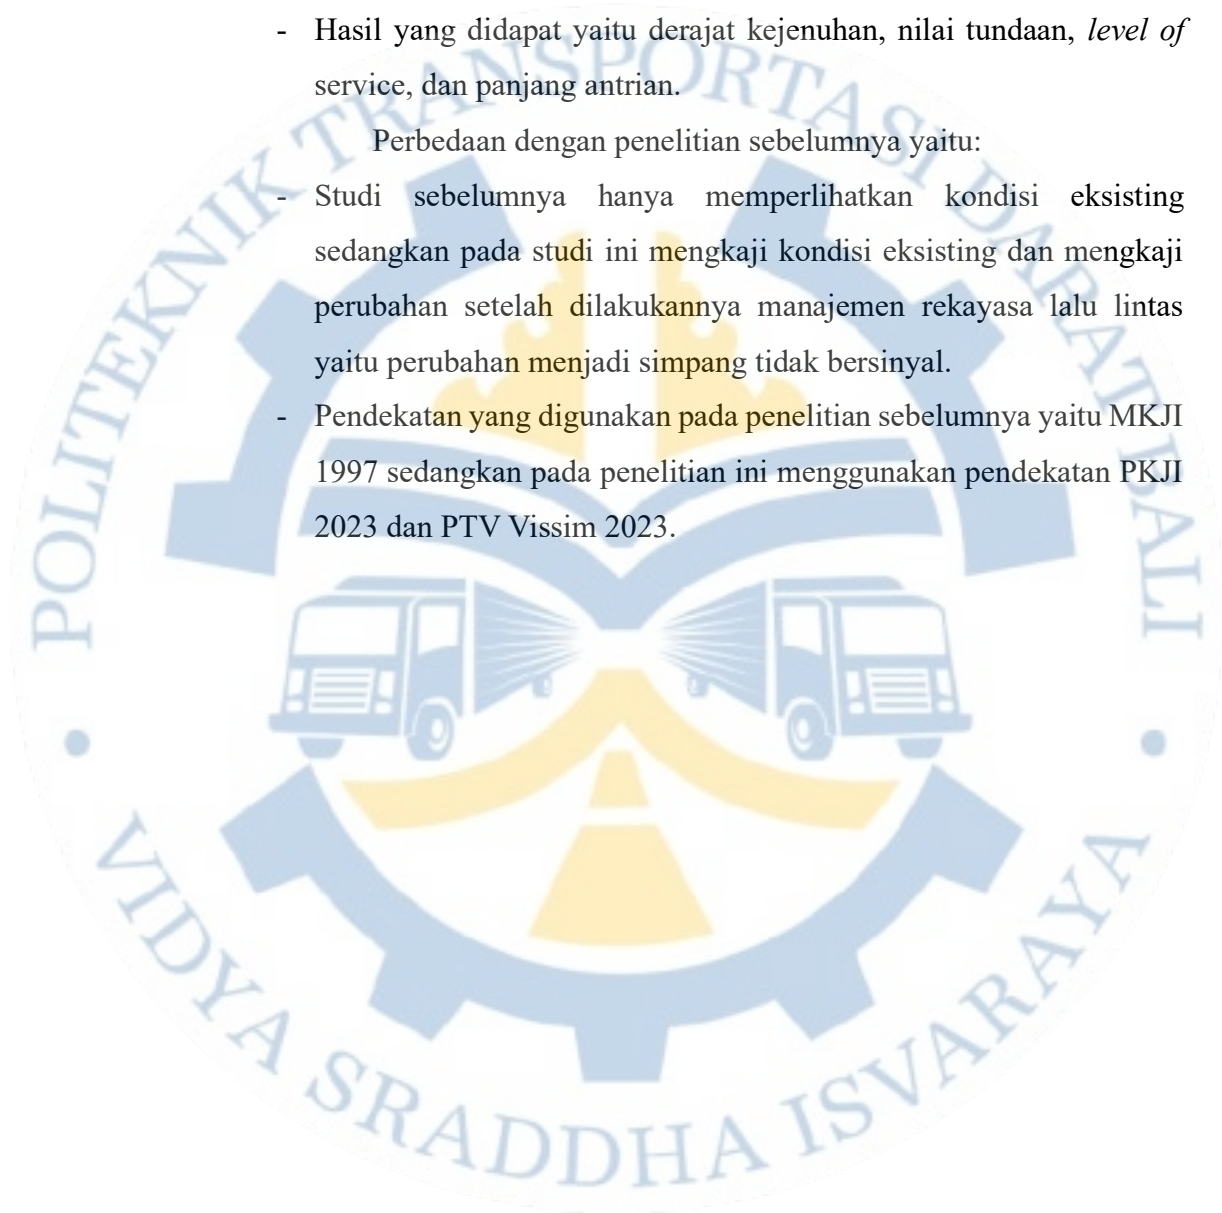 - Hasil yang didapat yaitu derajat kejenuhan, nilai tundaan, level of
service, dan panjang antrian.
Perbedaan dengan penelitian sebelumnya yaitu:
- Studi sebelumnya hanya memperlihatkan kondisi eksisting
sedangkan pada studi ini mengkaji kondisi eksisting dan mengkaji
perubahan setelah dilakukannya manajemen rekayasa lalu lintas
yaitu perubahan menjadi simpang tidak bersinyal.
- Pendekatan yang digunakan pada penelitian sebelumnya yaitu MKJI
1997 sedangkan pada penelitian ini menggunakan pendekatan PKJI
2023 dan PTV Vissim 2023.
POLITEKNIK TRANSPORTASI DARAT BALI
VIDYA SRADDHA ISVARAYA